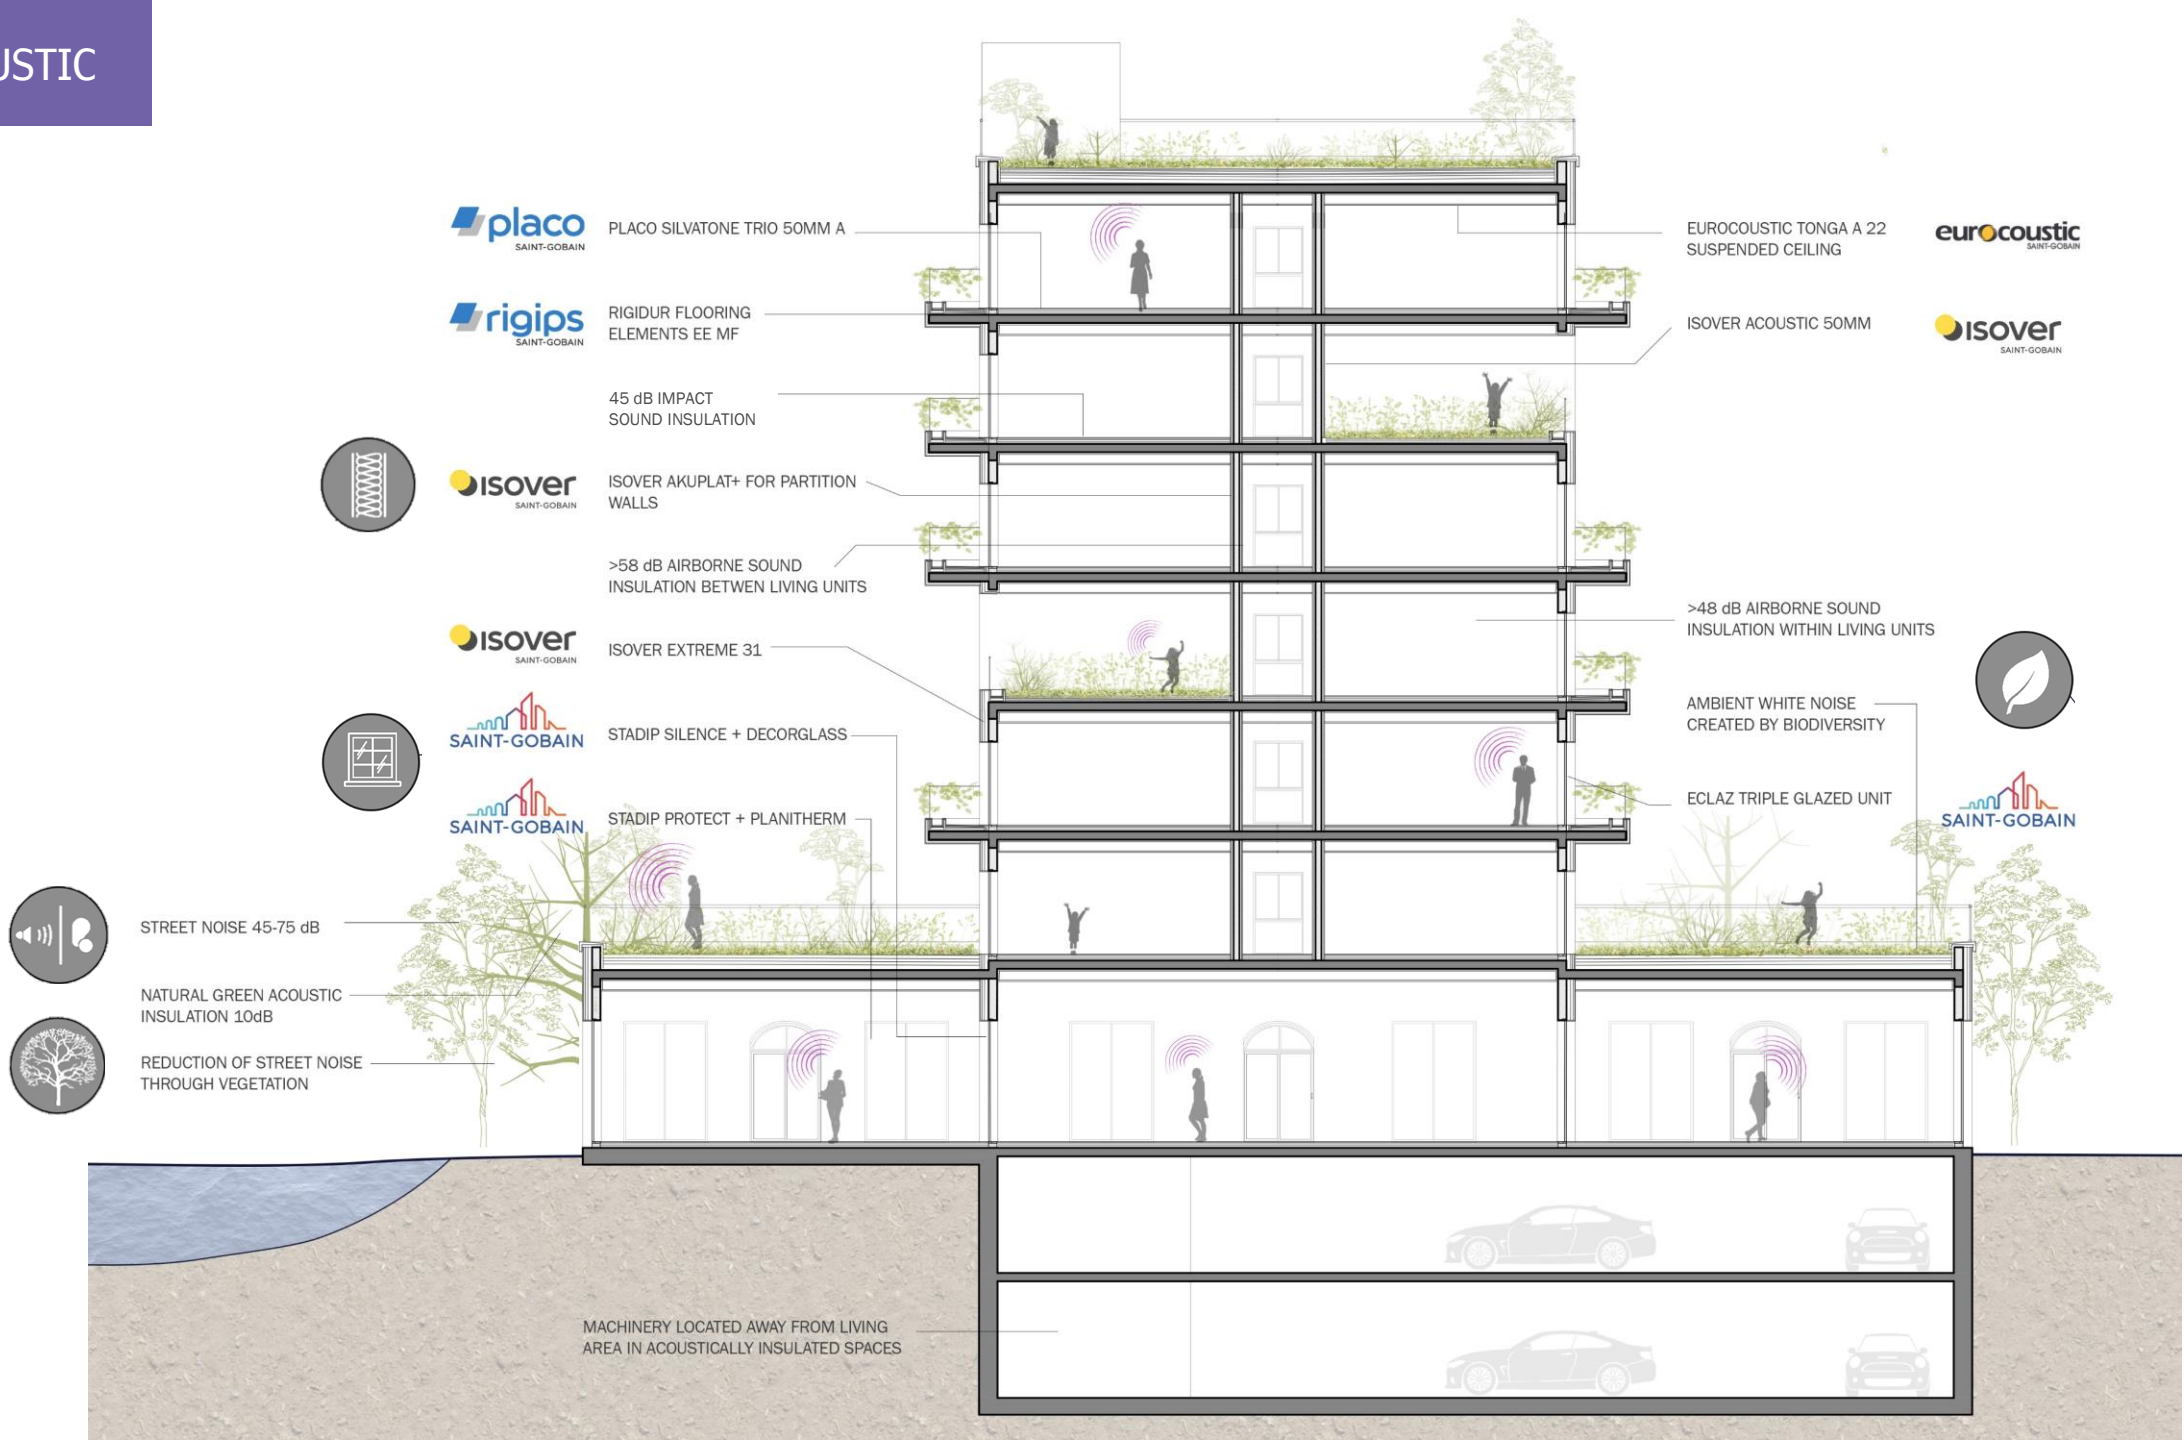 USTIC
placo
SAINT-GOBAIN
PLACO SILVATONE TRIO 50MM A
rigips
SAINT-GOBAIN
RIGIDUR FLOORING
ELEMENTS EE MF
45 dB IMPACT
SOUND INSULATION
isover
SAINT-GOBAIN
ISOVER AKUPLAT+ FOR PARTITION
WALLS
>58 dB AIRBORNE SOUND
INSULATION BETWEN LIVING UNITS
isover
SAINT-GOBAIN
ISOVER EXTREME 31
SAINT-GOBAIN
STADIP SILENCE + DECORGLASS
SAINT-GOBAIN
STADIP PROTECT + PLANITHERM
STREET NOISE 45-75 dB
NATURAL GREEN ACOUSTIC
INSULATION 10dB
REDUCTION OF STREET NOISE
THROUGH VEGETATION
EUROCOUSTIC TONGA A 22
SUSPENDED CEILING
eurocoustic
SAINT-GOBAIN
ISOVER ACOUSTIC 50MM
isover
SAINT-GOBAIN
>48 dB AIRBORNE SOUND
INSULATION WITHIN LIVING UNITS
AMBIENT WHITE NOISE
CREATED BY BIODIVERSITY
ECLAZ TRIPLE GLAZED UNIT
SAINT-GOBAIN
MACHINERY LOCATED AWAY FROM LIVING
AREA IN ACOUSTICALLY INSULATED SPACES